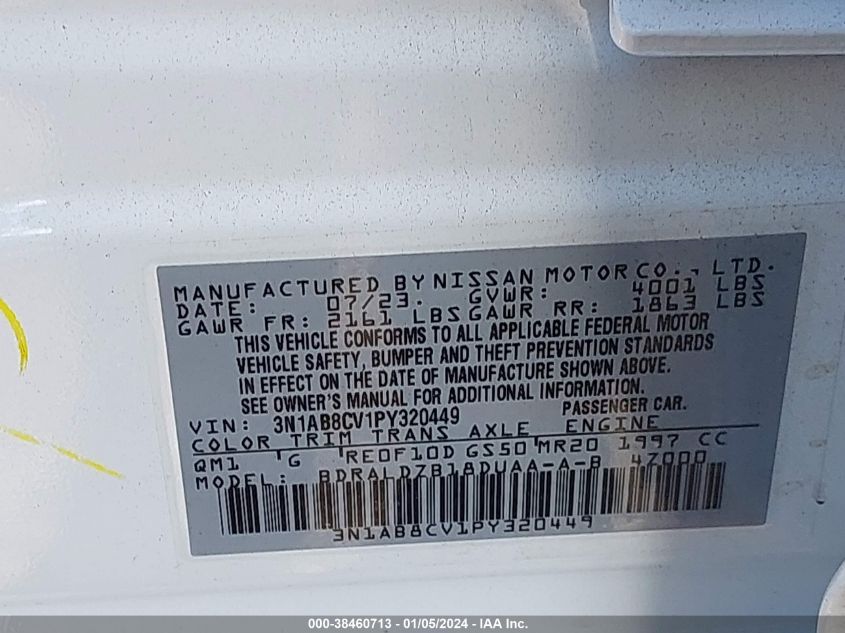 MANUFACTURED BY NISSAN MOTOR CO., LTD.
DATE: 07/23. GVWR: 4001 LBS
GAWR FR: 2161 LBS GAWR RR: 1863 LBS
THIS VEHICLE CONFORMS TO ALL APPLICABLE FEDERAL MOTOR
VEHICLE SAFETY, BUMPER AND THEFT PREVENTION STANDARDS
IN EFFECT ON THE DATE OF MANUFACTURE SHOWN ABOVE.
SEE OWNER'S MANUAL FOR ADDITIONAL INFORMATION.
VIN: 3N1AB8CV1PY320449 PASSENGER CAR.
COLOR TRIM TRANS AXLE ENGINE
QM1 G RE0F10D GS50 MR20 1997 CC
MODEL: BDRALDZB18DUAA-A-B 4Z000
3N1AB8CV1PY320449
000-38460713 - 01/05/2024 - IAA Inc.